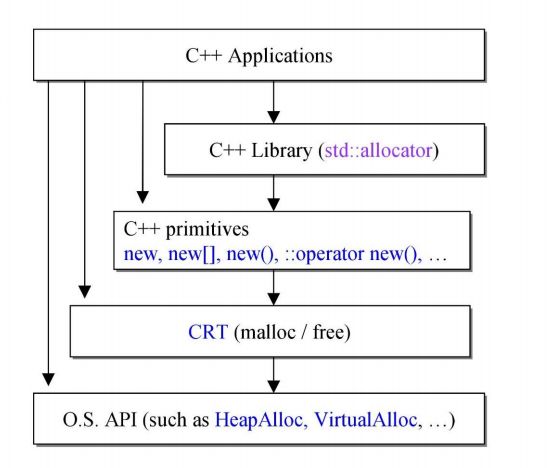 C++ Applications
C++ Library (std::allocator)
C++ primitives
new, new[], new(), ::operator new(), …
CRT (malloc / free)
O.S. API (such as HeapAlloc, VirtualAlloc, …)